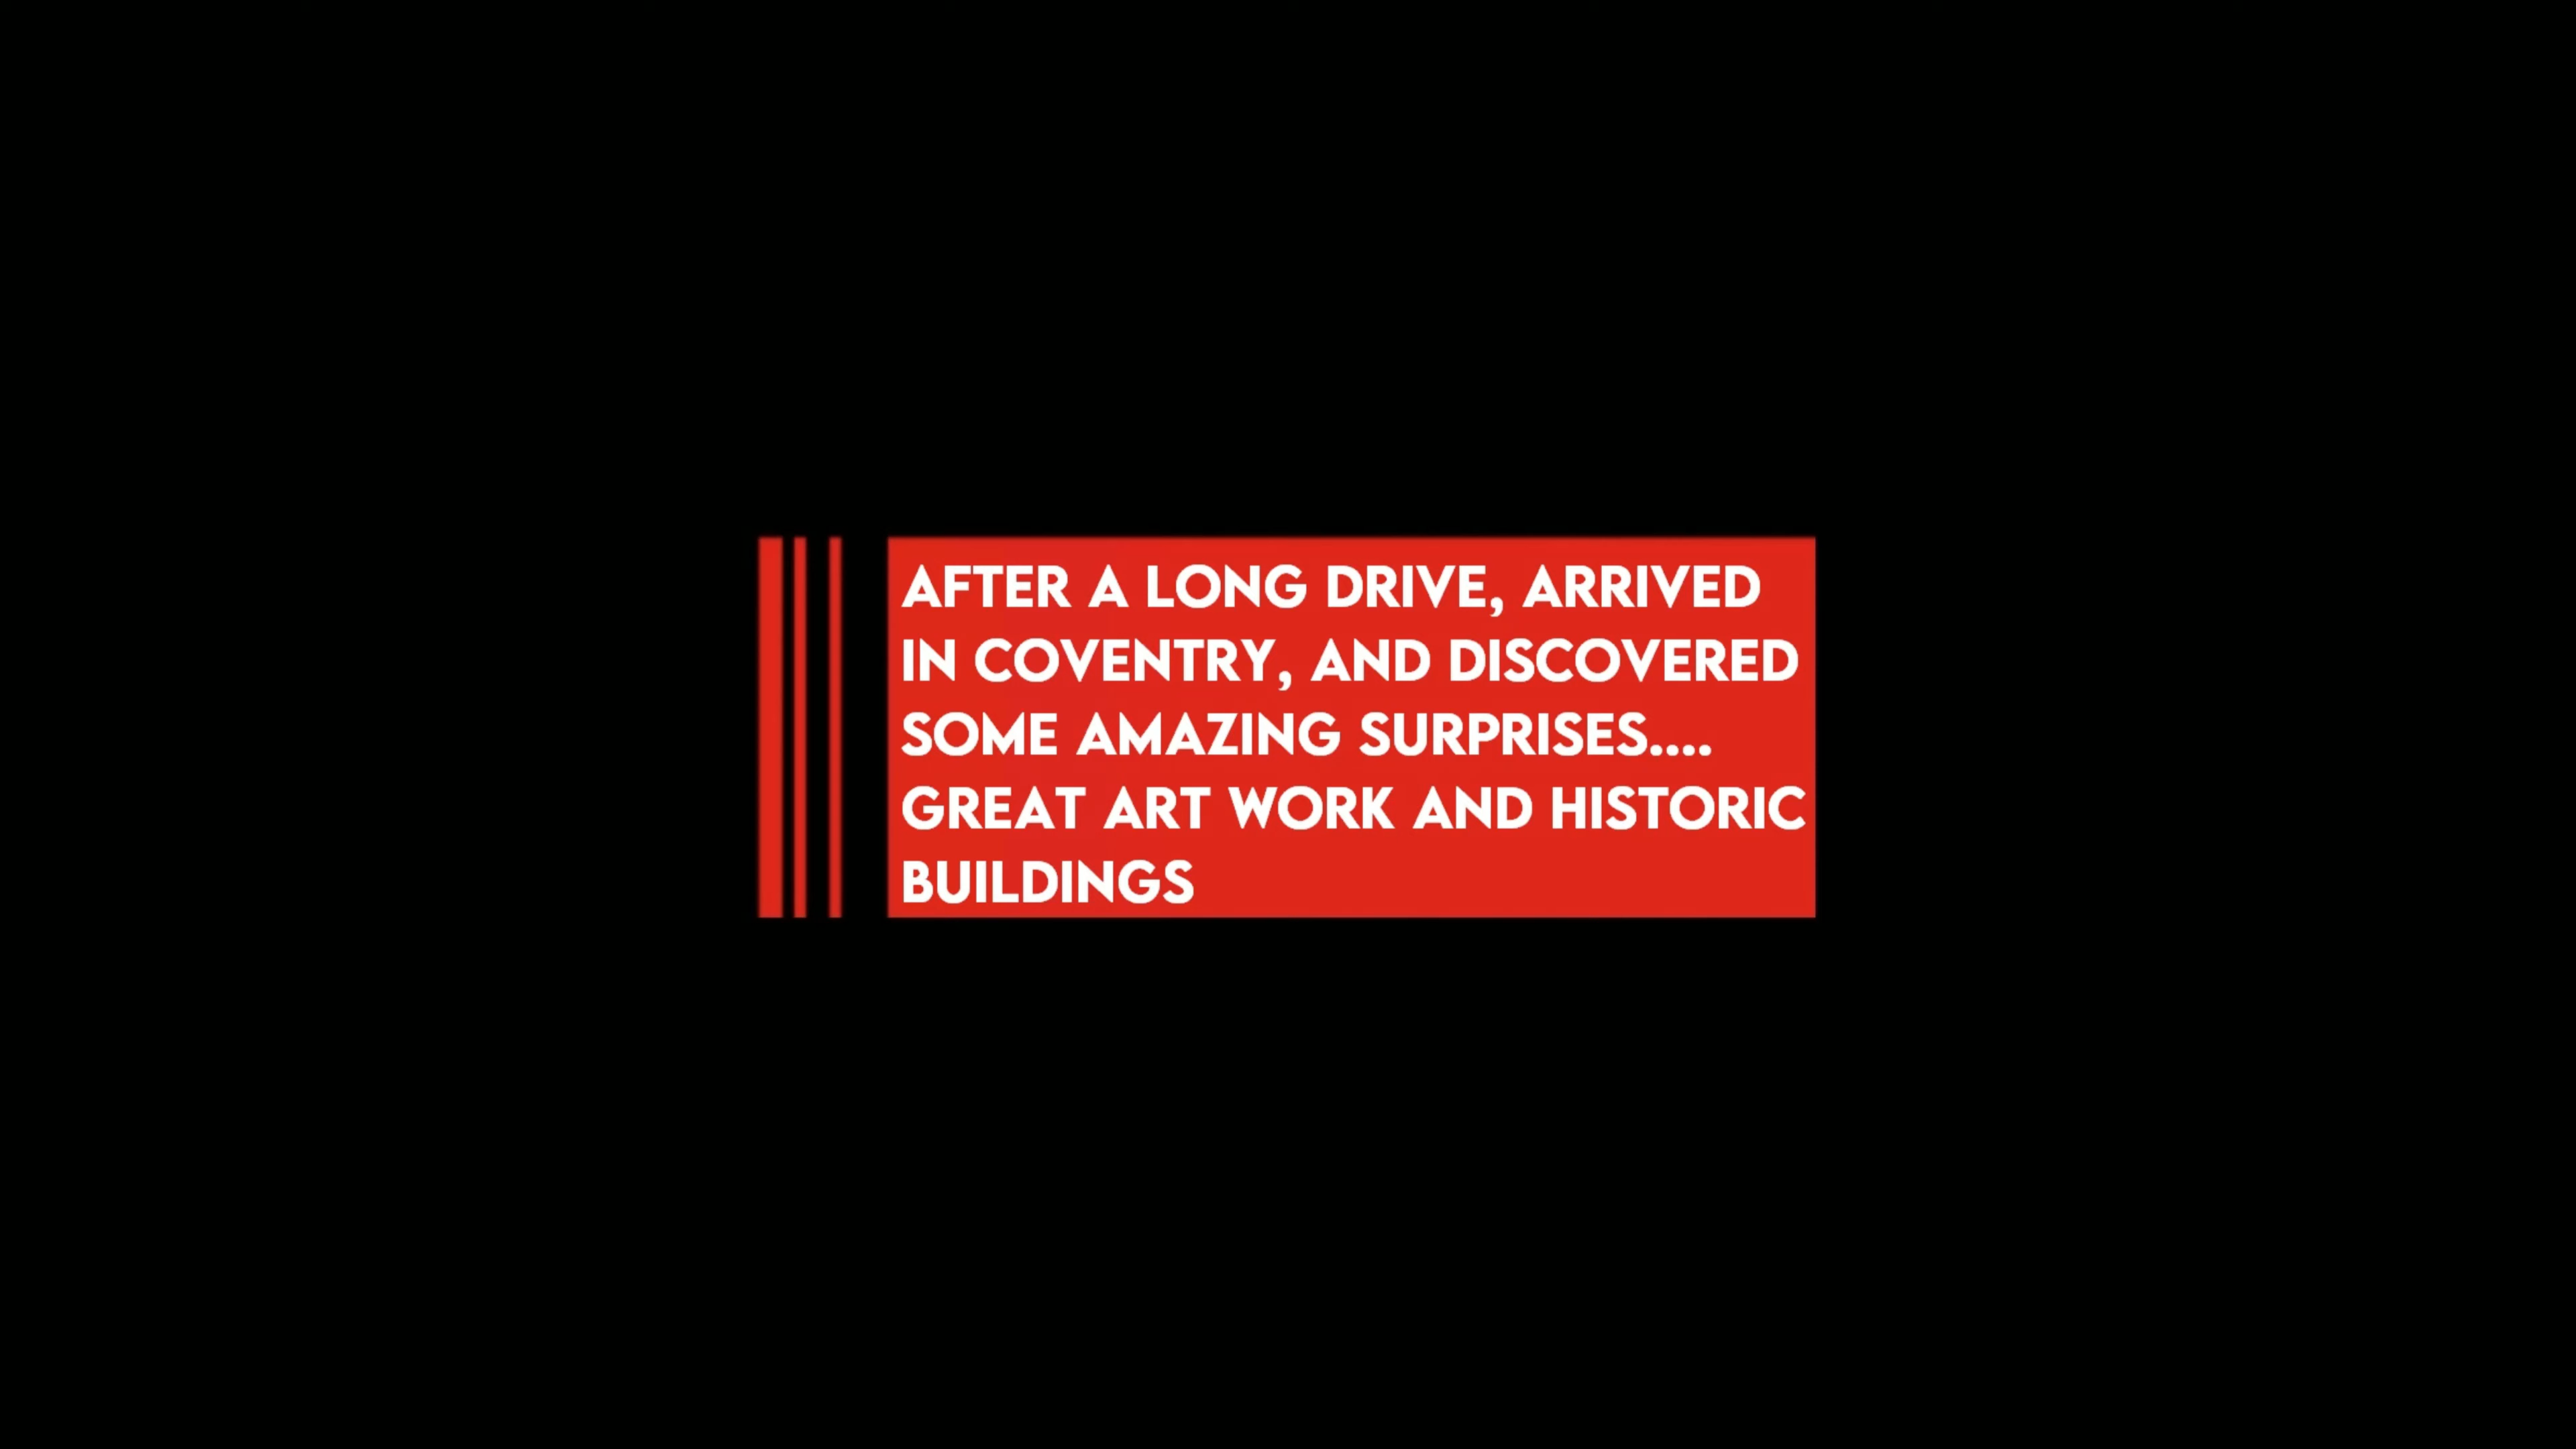 AFTER A LONG DRIVE, ARRIVED
IN COVENTRY, AND DISCOVERED
SOME AMAZING SURPRISES....
GREAT ART WORK AND HISTORIC
BUILDINGS